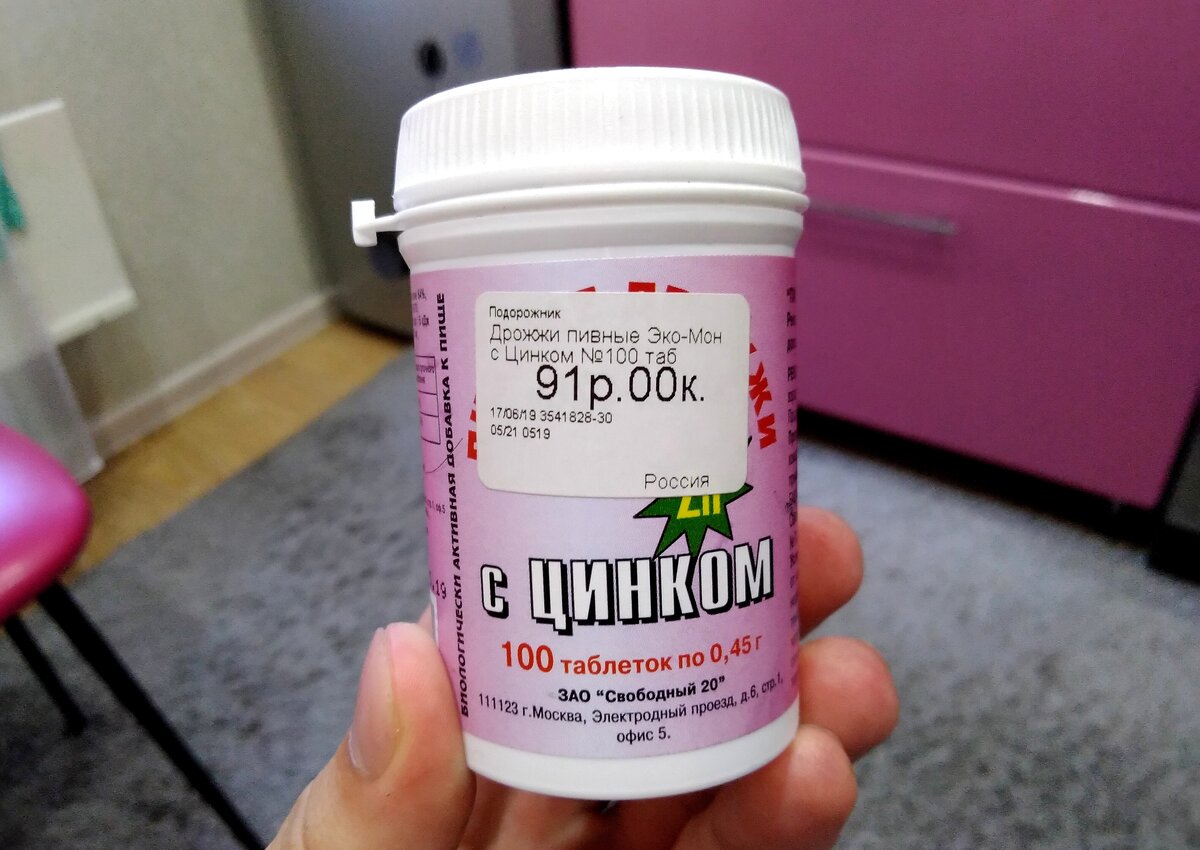 Подорожник
Дрожжи пивные Эко-Мон
с Цинком №100 таб
91р.00к.
17/06/19 3541828-30
05/21 0519
Россия
Zn
с ЦИНКОМ
100 таблеток по 0,45 г
ЗАО "Свободный 20"
111123 г.Москва, Электродный проезд, д.6, стр.1,
офис 5.
БИОЛОГИЧЕСКИ АКТИВНАЯ ДОБАВКА К ПИЩЕ